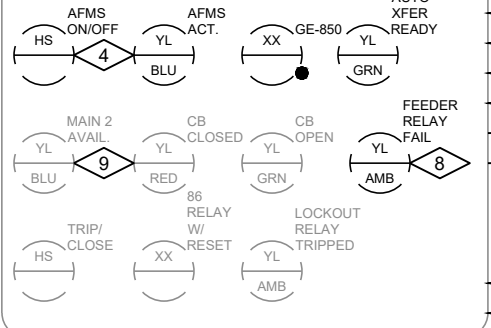 AFMS
ON/OFF
HS
4
AFMS
ACT.
YL
BLU
GE-850
XX
XFER
READY
YL
GRN
MAIN 2
AVAIL.
YL
BLU
9
CB
CLOSED
YL
RED
CB
OPEN
YL
GRN
FEEDER
RELAY
FAIL
YL
AMB
8
TRIP/
CLOSE
HS
86
RELAY
W/
RESET
XX
LOCKOUT
RELAY
TRIPPED
YL
AMB